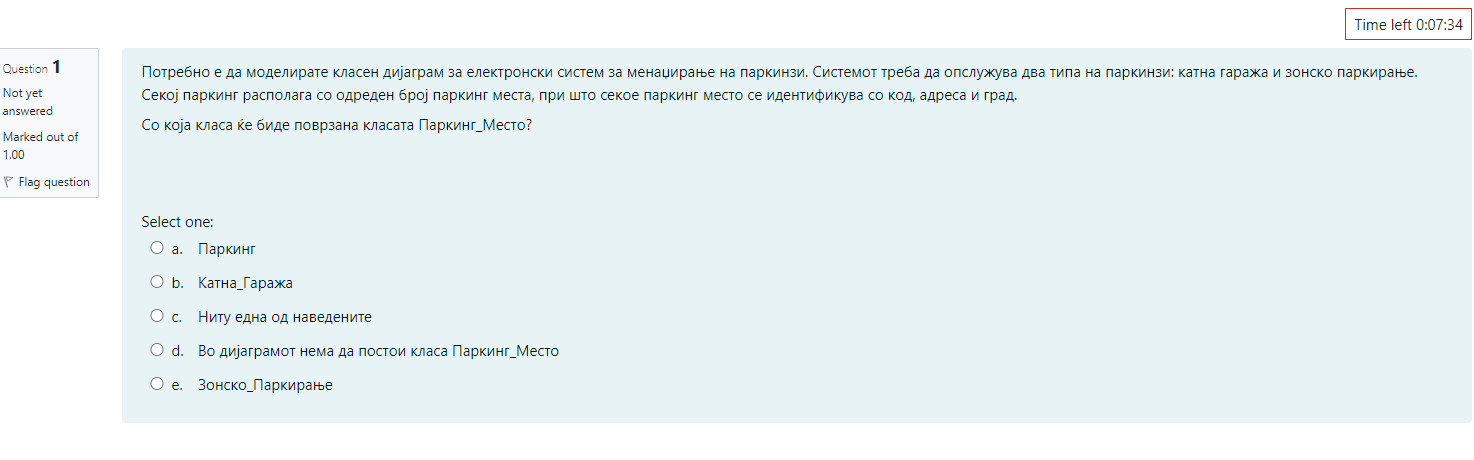 Time left 0:07:34
Question 1
Not yet
answered
Marked out of
1.00
Flag question
Потребно е да моделирате класен дијаграм за електронски систем за менаџирање на паркинзи. Системот треба да опслужува два типа на паркинзи: катна гаража и зонско паркирање.
Секој паркинг располага со одреден број паркинг места, при што секое паркинг место се идентификува со код, адреса и град.
Со која класа ќе биде поврзана класата Паркинг_Место?
Select one:
a. Паркинг
b. Катна_Гаража
c. Ниту една од наведените
d. Во дијаграмот нема да постои класа Паркинг_Место
e. Зонско_Паркирање